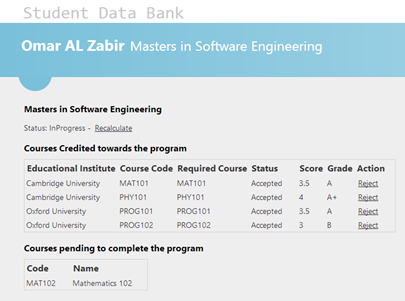 Student Data Bank
Omar AL Zabir Masters in Software Engineering
Masters in Software Engineering
Status: InProgress - Recalculate
Courses Credited towards the program
Educational Institute Course Code Required Course Status Score Grade Action
Cambridge University MAT101 MAT101 Accepted 3.5 A Reject
Cambridge University PHY101 PHY101 Accepted 4 A+ Reject
Oxford University PROG101 PROG101 Accepted 3.5 A Reject
Oxford University PROG102 PROG102 Accepted 3 B Reject
Courses pending to complete the program
Code Name
MAT102 Mathematics 102